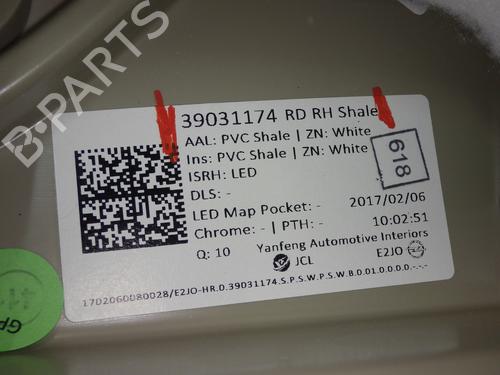 B-PARTS
39031174 RD RH Shale
AAL: PVC Shale | ZN: White
Ins: PVC Shale | ZN: White
ISRH: LED
618
DLS: -
LED Map Pocket: - 2017/02/06
Chrome: - | PTH: - 10:02:51
Q: 10 Yanfeng Automotive Interiors
JCL E2JO
1702060080028/E2JO-HR.0.39031174.S.P.S.W.P.S.W.B.0.01.0.0.0.-.-.-